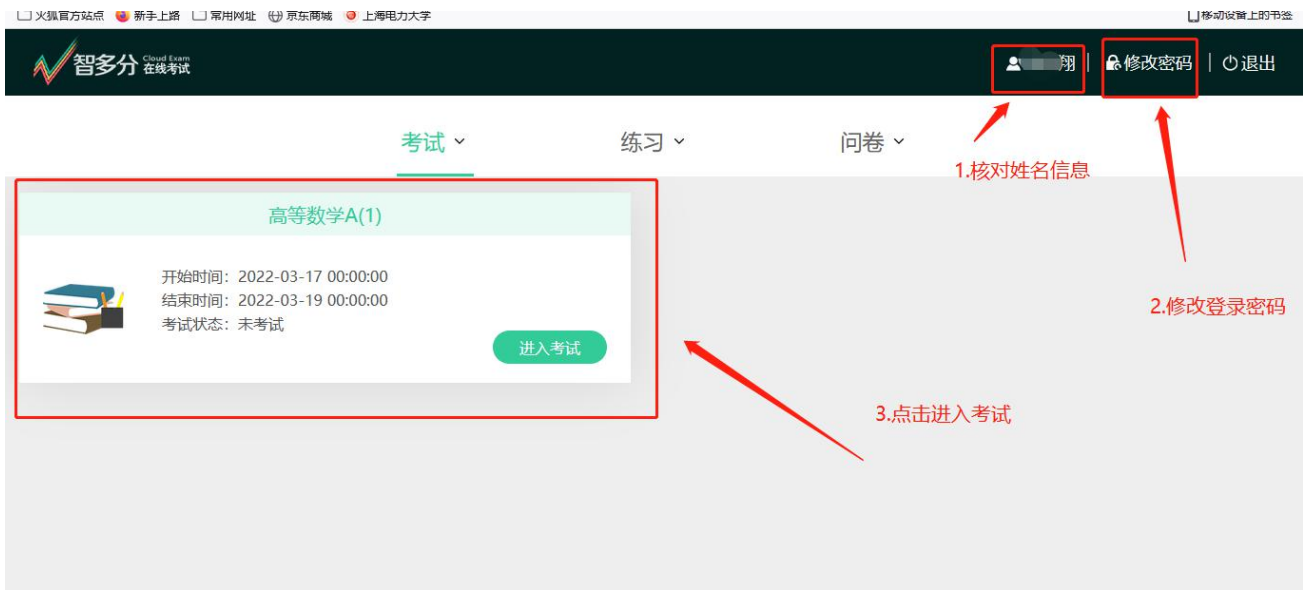 火狐官方站点 新手上路 常用网址 京东商城 上海电力大学 移动设备上的书签
智多分 Cloud Exam 在线考试 翔 修改密码 退出
考试 练习 问卷
1.核对姓名信息
高等数学A(1)
开始时间：2022-03-17 00:00:00
结束时间：2022-03-19 00:00:00
2.修改登录密码
考试状态：未考试
进入考试
3.点击进入考试